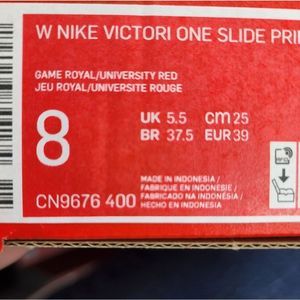 W NIKE VICTORI ONE SLIDE PRI
GAME ROYAL/UNIVERSITY RED
JEU ROYAL/UNIVERSITE ROUGE
8
UK 5.5 cm 25
BR 37.5 EUR 39
MADE IN INDONESIA /
FABRIQUE EN INDONESIE /
FABRICADO NA INDONÉSIA /
HECHO EN INDONESIA
CN9676 400